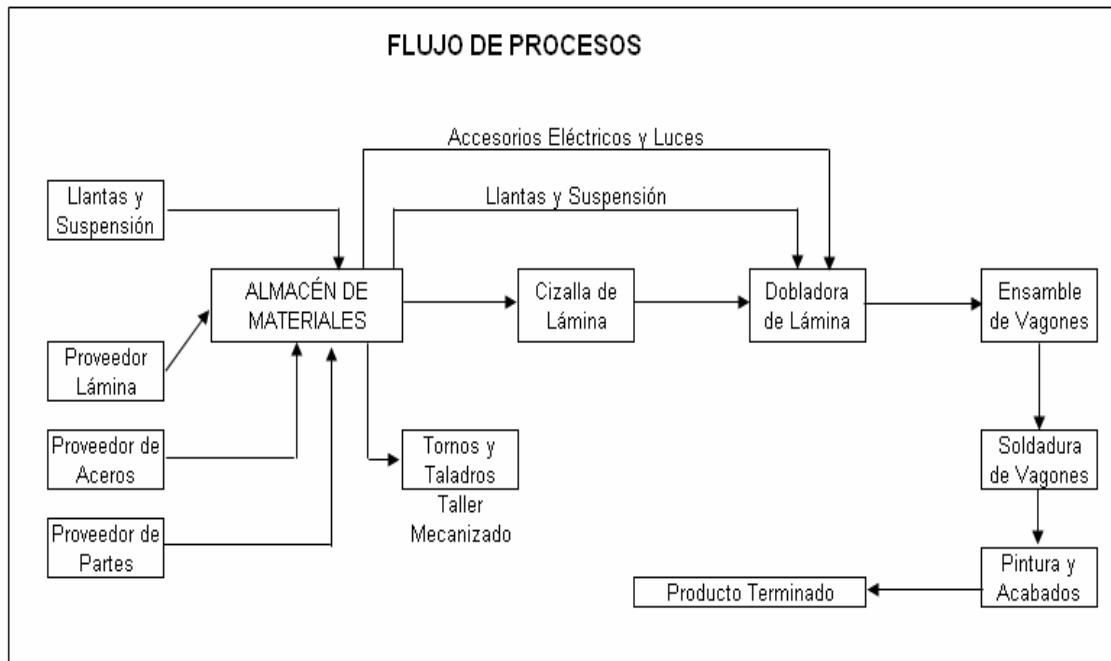 FLUJO DE PROCESOS
Accesorios Eléctricos y Luces
Llantas y
Suspensión
Llantas y Suspensión
ALMACÉN DE
MATERIALES
Cizalla de
Lámina
Dobladora
de Lámina
Ensamble
de Vagones
Proveedor
Lámina
Proveedor de
Aceros
Tornos y
Taladros
Taller
Mecanizado
Soldadura
de Vagones
Proveedor de
Partes
Pintura y
Acabados
Producto Terminado